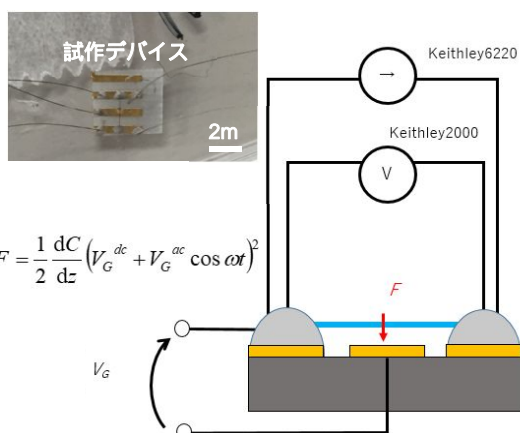 試作デバイス
2m
Keithley6220
→
Keithley2000
V
F = 1/2 dC/dz (V_G^dc + V_G^ac cos ωt)^2
F
V_G